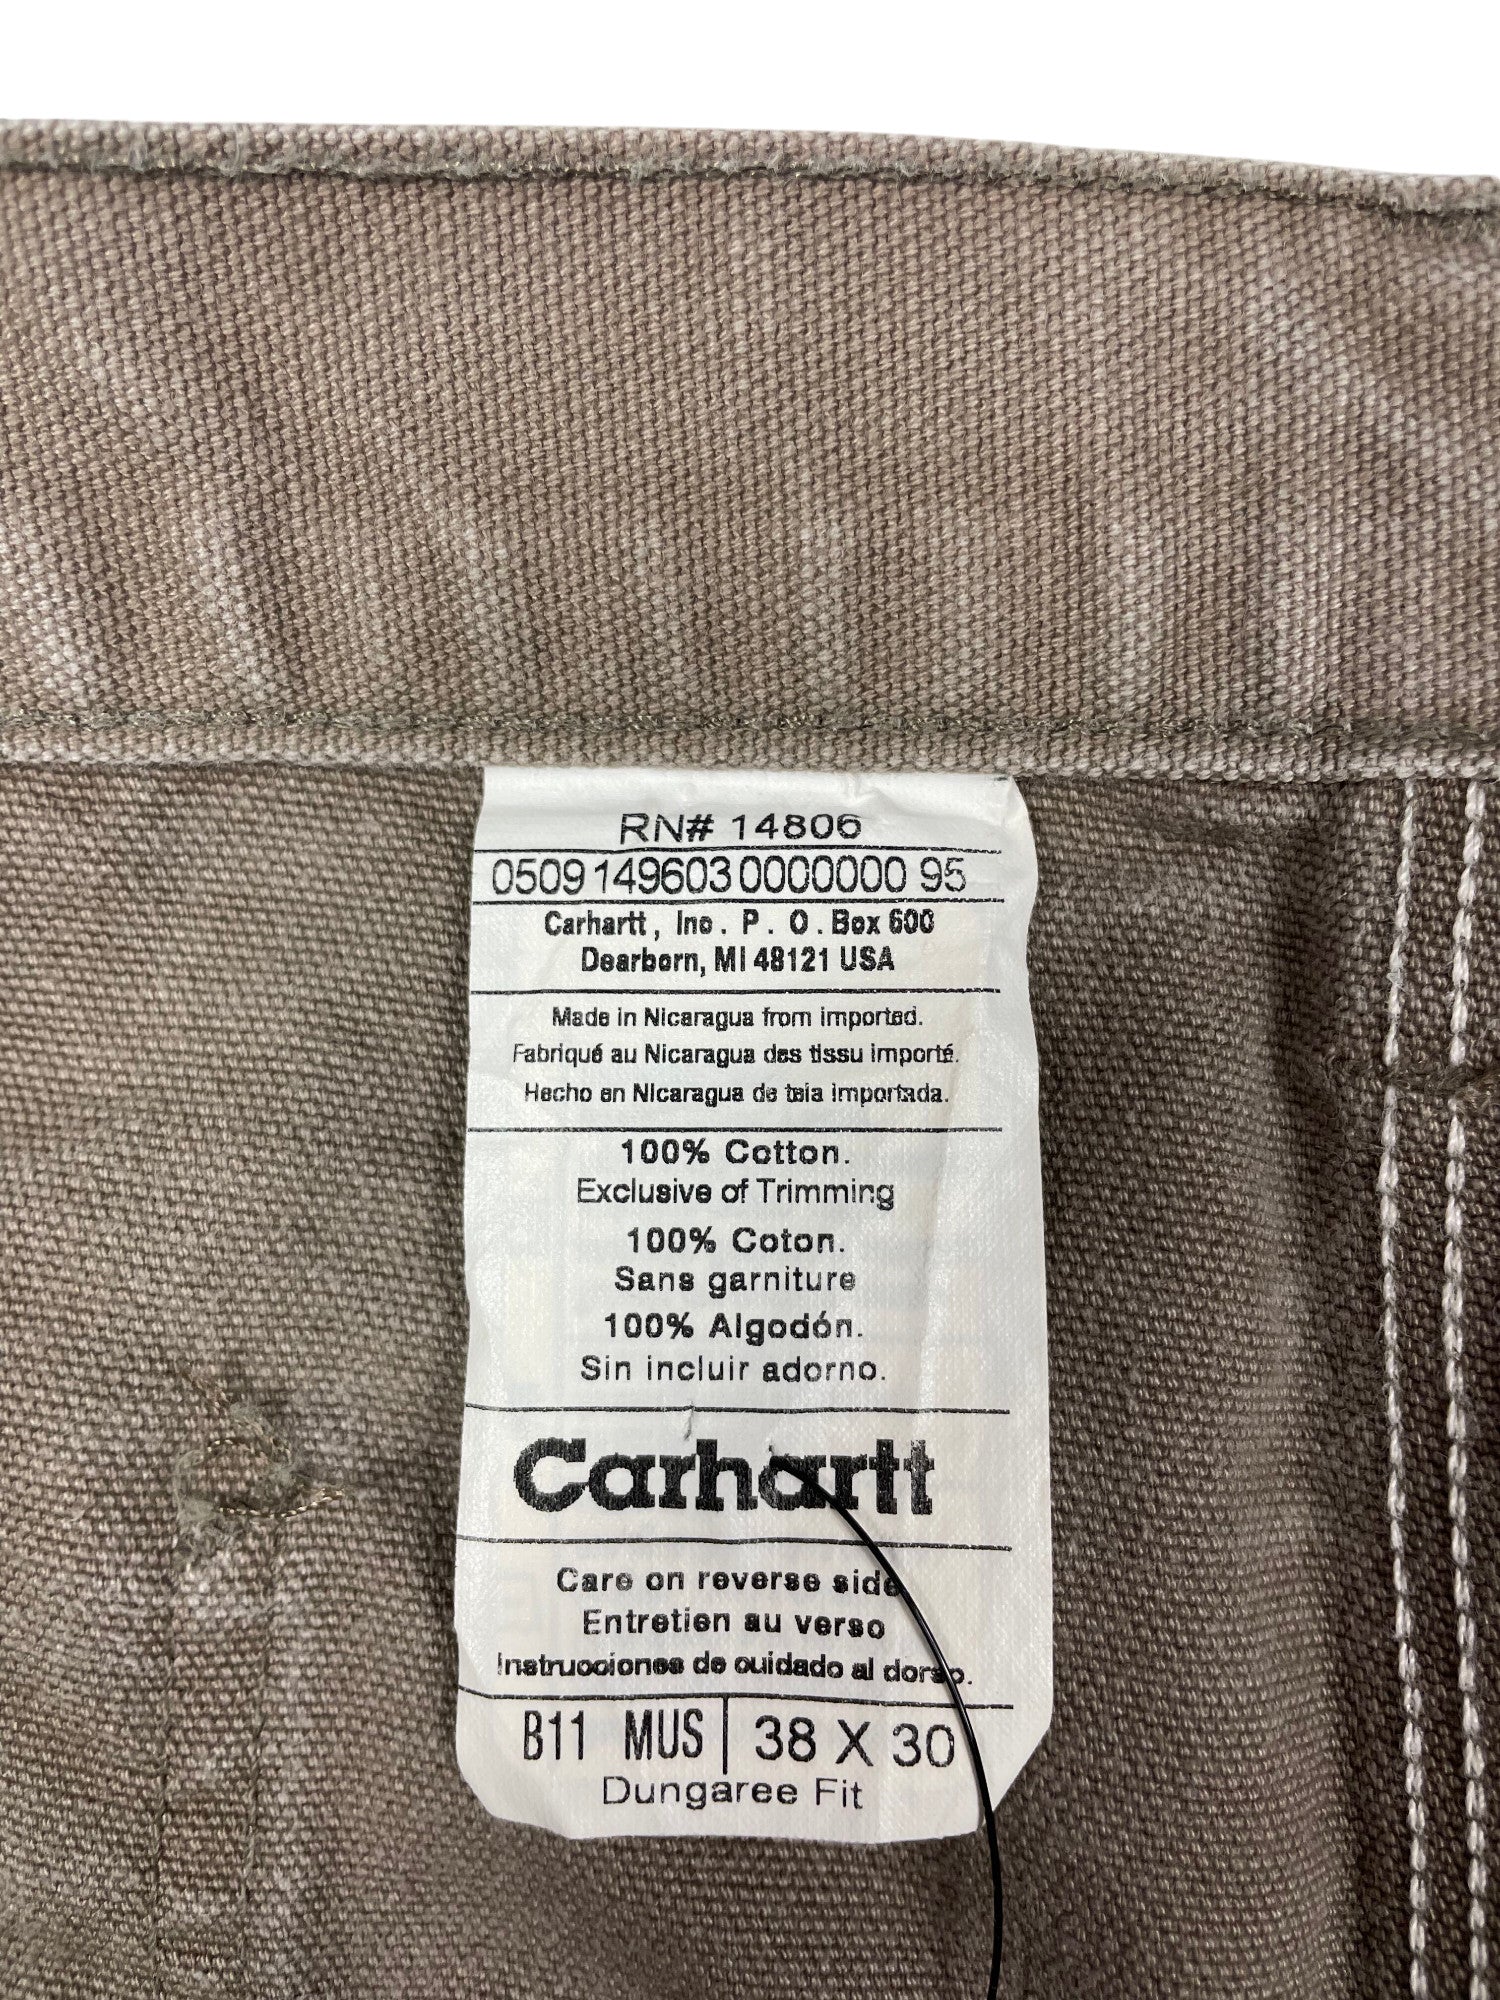 RN# 14806
0509 149603 0000000 95
Carhartt, Inc. P. O. Box 600
Dearborn, MI 48121 USA
Made in Nicaragua from imported.
Fabriqué au Nicaragua des tissu importé.
Hecho en Nicaragua de tela importada.
100% Cotton.
Exclusive of Trimming
100% Coton.
Sans garniture
100% Algodón.
Sin incluir adorno.
Carhartt
Care on reverse side
Entretien au verso
Instrucciones de cuidado al dorso.
B11 MUS | 38 X 30
Dungaree Fit